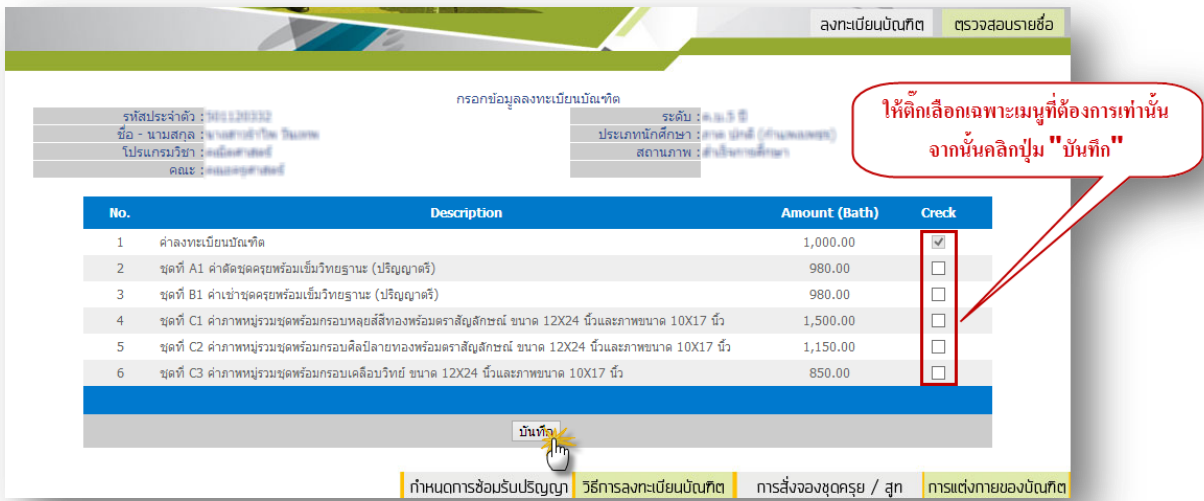 ลงทะเบียนบัณฑิต ตรวจสอบรายชื่อ
กรอกข้อมูลลงทะเบียนบัณฑิต
รหัสประจำตัว : ระดับ :
ชื่อ - นามสกุล : ประเภทนักศึกษา :
โปรแกรมวิชา : สถานภาพ :
คณะ :
ให้ติ๊กเลือกเฉพาะเมนูที่ต้องการเท่านั้น
จากนั้นคลิกปุ่ม "บันทึก"
No. Description Amount (Bath) Creck
1 ค่าลงทะเบียนบัณฑิต 1,000.00
2 ชุดที่ A1 ค่าตัดชุดครุยพร้อมเข็มวิทยฐานะ (ปริญญาตรี) 980.00
3 ชุดที่ B1 ค่าเช่าชุดครุยพร้อมเข็มวิทยฐานะ (ปริญญาตรี) 980.00
4 ชุดที่ C1 ค่าภาพหมู่รวมชุดพร้อมกรอบหลุยส์สีทองพร้อมตราสัญลักษณ์ ขนาด 12X24 นิ้วและภาพขนาด 10X17 นิ้ว 1,500.00
5 ชุดที่ C2 ค่าภาพหมู่รวมชุดพร้อมกรอบศิลป์ลายทองพร้อมตราสัญลักษณ์ ขนาด 12X24 นิ้วและภาพขนาด 10X17 นิ้ว 1,150.00
6 ชุดที่ C3 ค่าภาพหมู่รวมชุดพร้อมกรอบเคลือบวิทย์ ขนาด 12X24 นิ้วและภาพขนาด 10X17 นิ้ว 850.00
บันทึก
กำหนดการซ้อมรับปริญญา วิธีการลงทะเบียนบัณฑิต การสั่งจองชุดครุย / สูท การแต่งกายของบัณฑิต